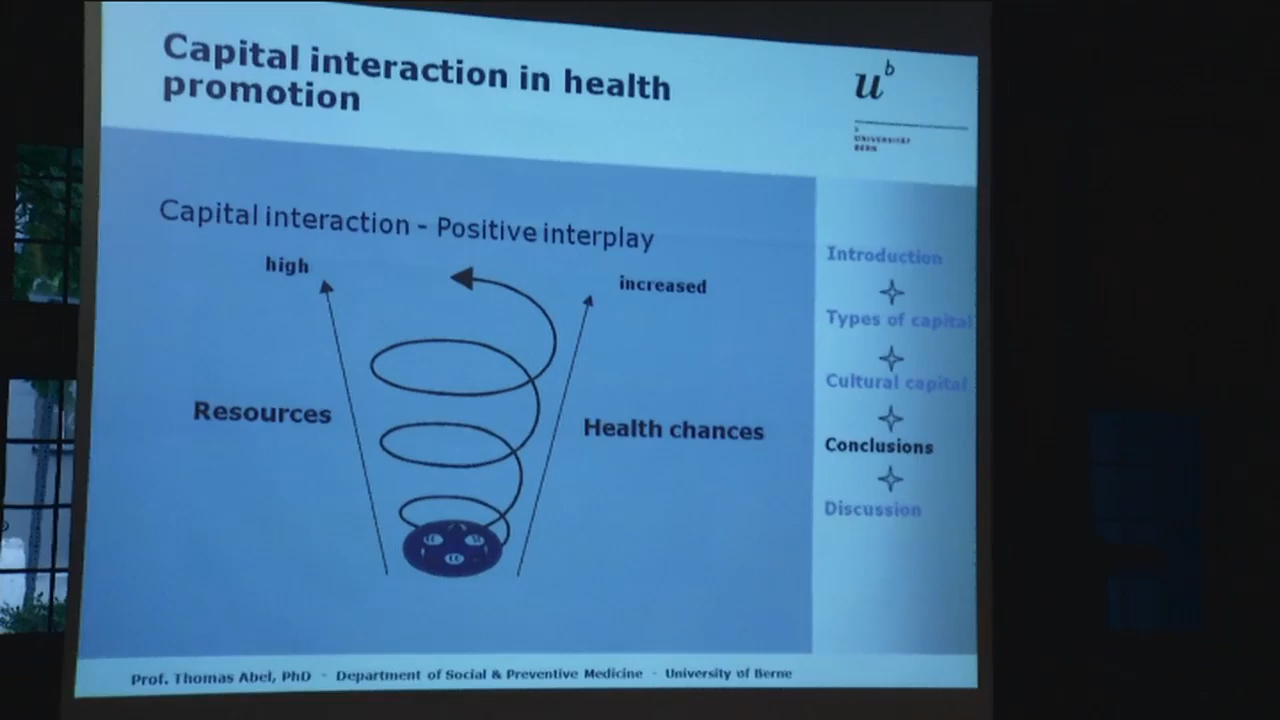 Capital interaction in health
promotion
u b
UNIVERSITÄT
BERN
Capital interaction - Positive interplay
high
increased
Resources
Health chances
Introduction
Types of capital
Cultural capital
Conclusions
Discussion
Prof. Thomas Abel, PhD - Department of Social & Preventive Medicine - University of Berne